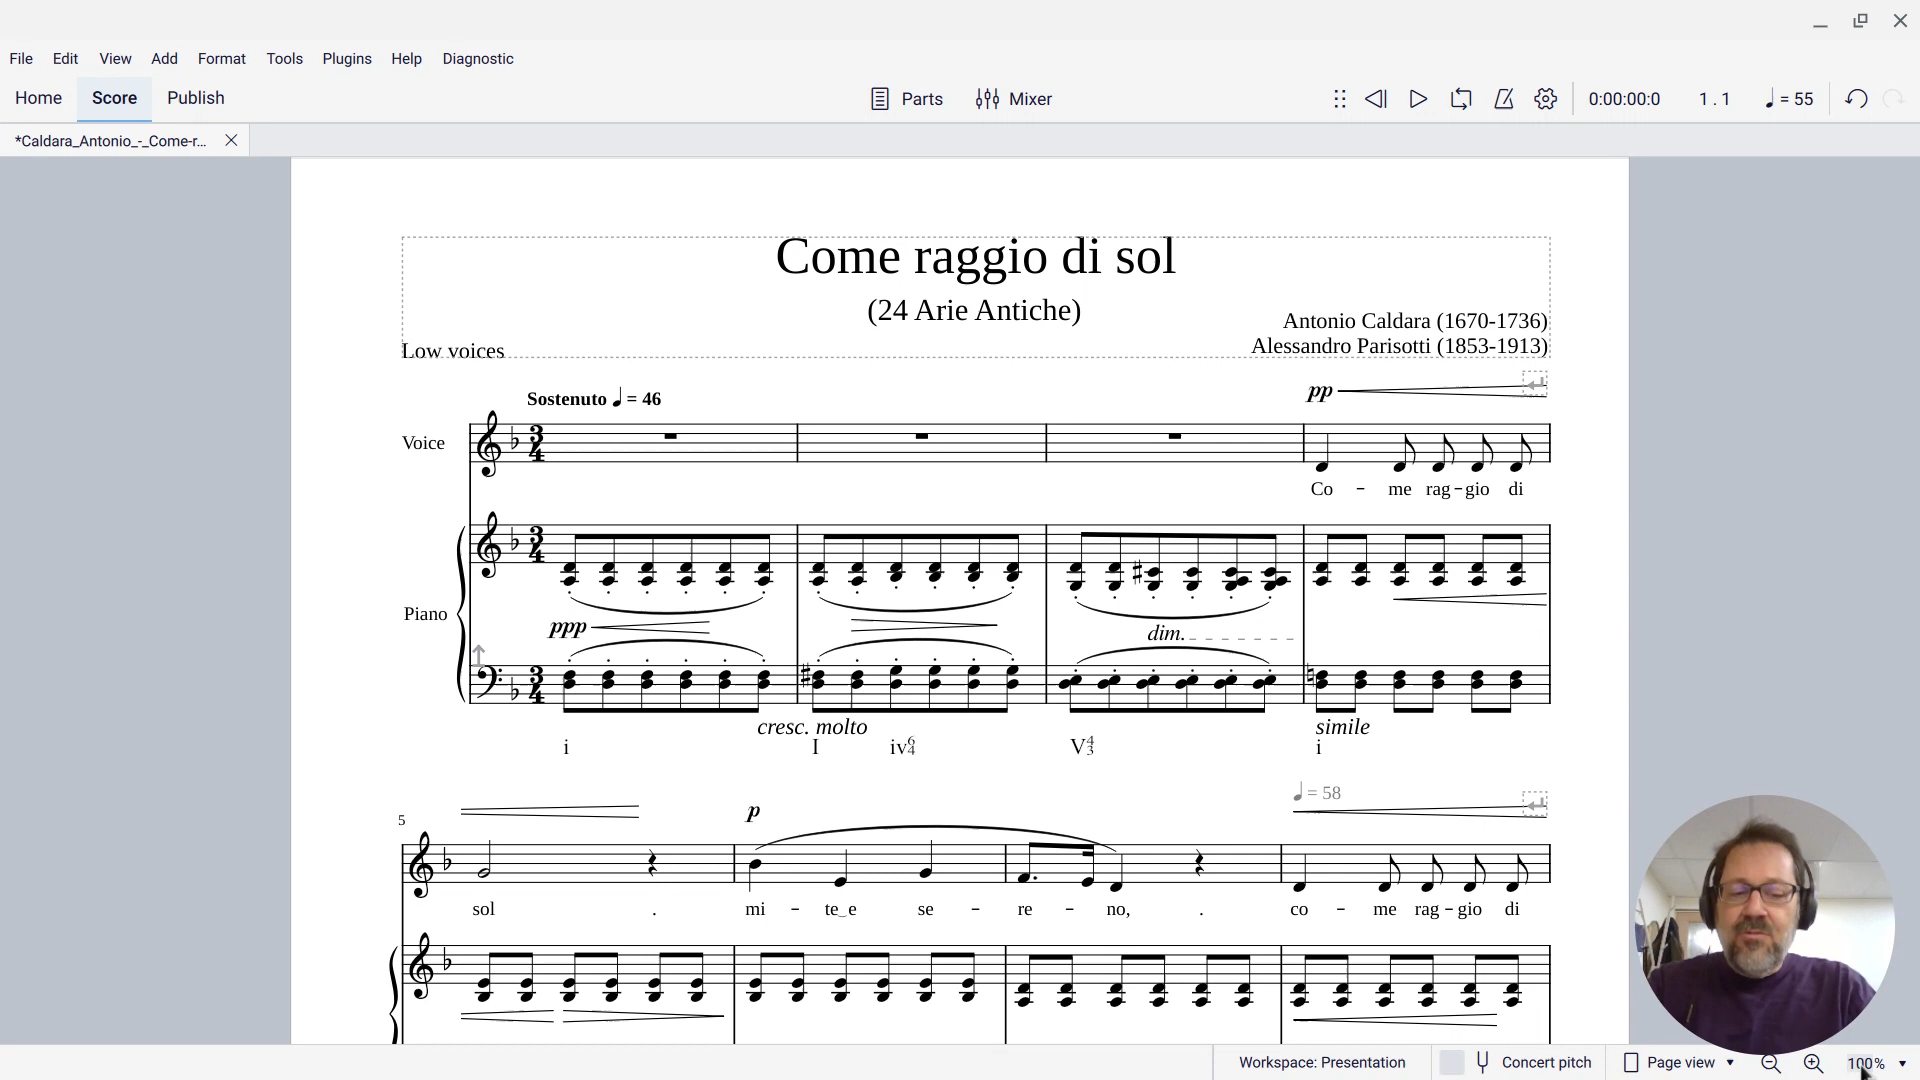 File Edit View Add Format Tools Plugins Help Diagnostic
Home Score Publish Parts Mixer 0:00:00:0 1 . 1 ♩ = 55
*Caldara_Antonio_-_Come-r...
Come raggio di sol
(24 Arie Antiche)
Antonio Caldara (1670-1736)
Low voices Alessandro Parisotti (1853-1913)
Sostenuto ♩ = 46 pp
Voice
Co - me rag - gio di
Piano
ppp dim.
cresc. molto simile
i I iv64 V43 i
♩ = 58
5 p
sol . mi - te‿e se - re - no, . co - me rag - gio di
Workspace: Presentation Concert pitch Page view 100%